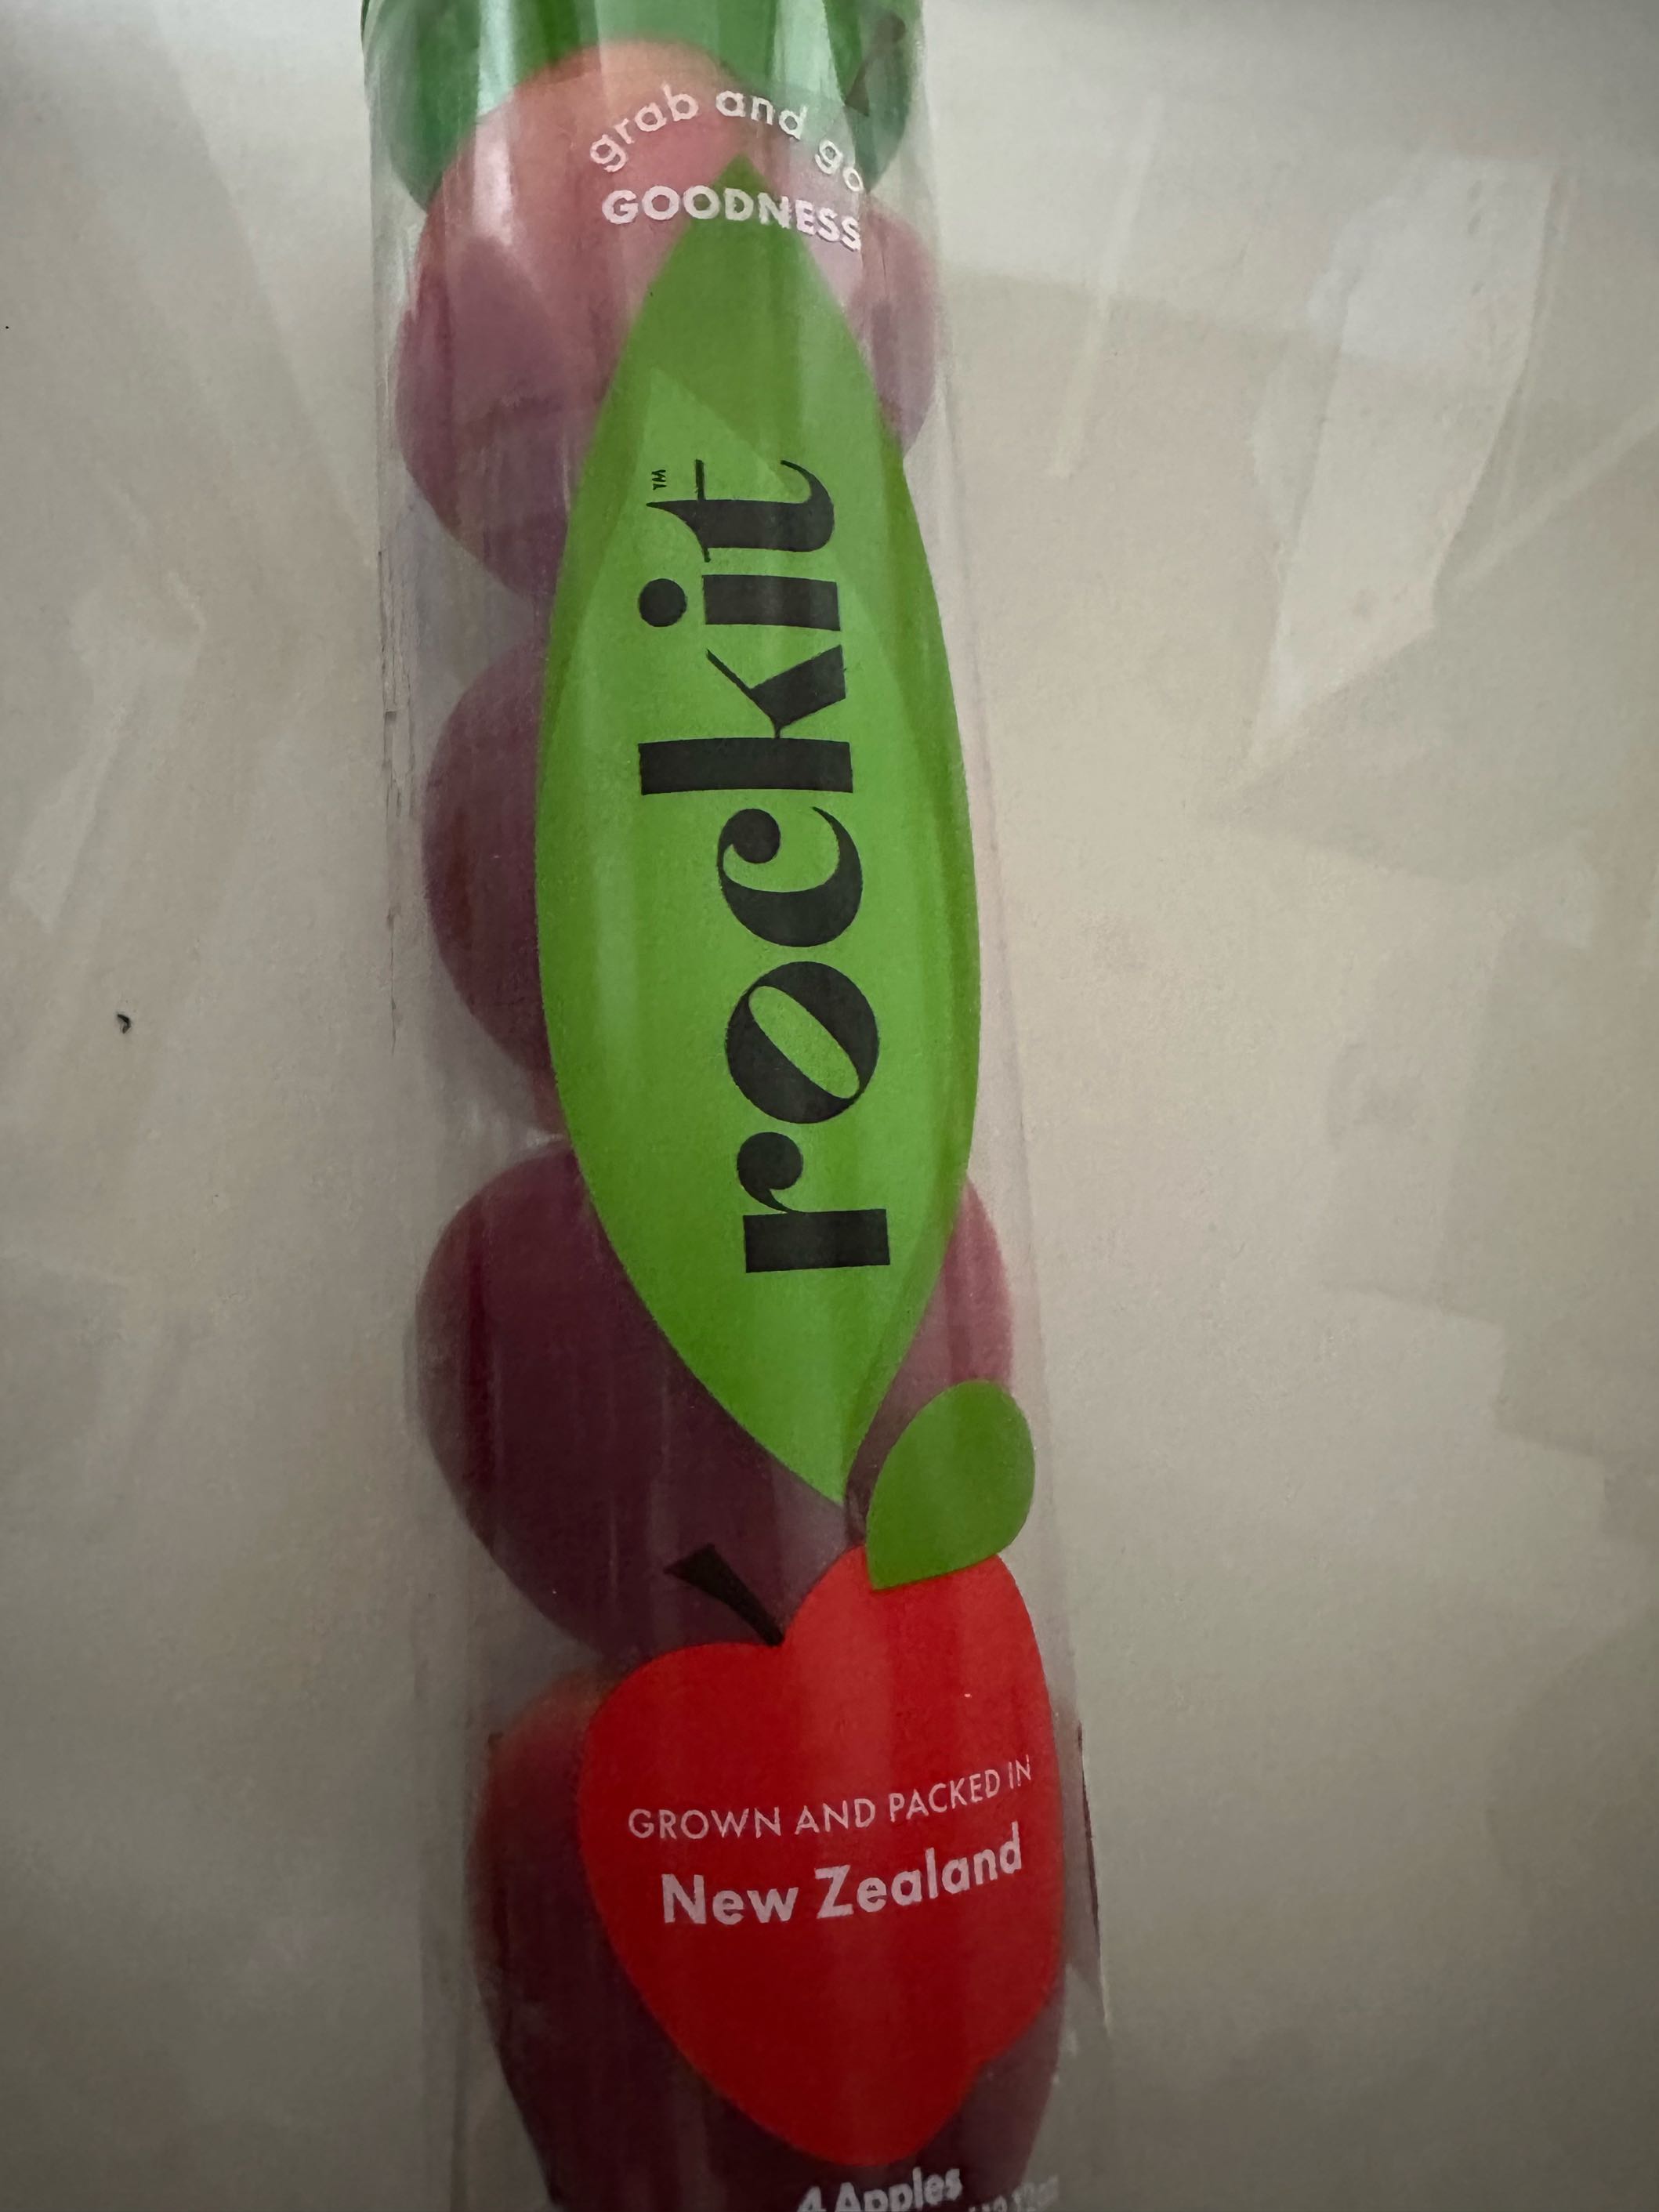 grab and go
GOODNESS
rockit™
GROWN AND PACKED IN
New Zealand
4 Apples